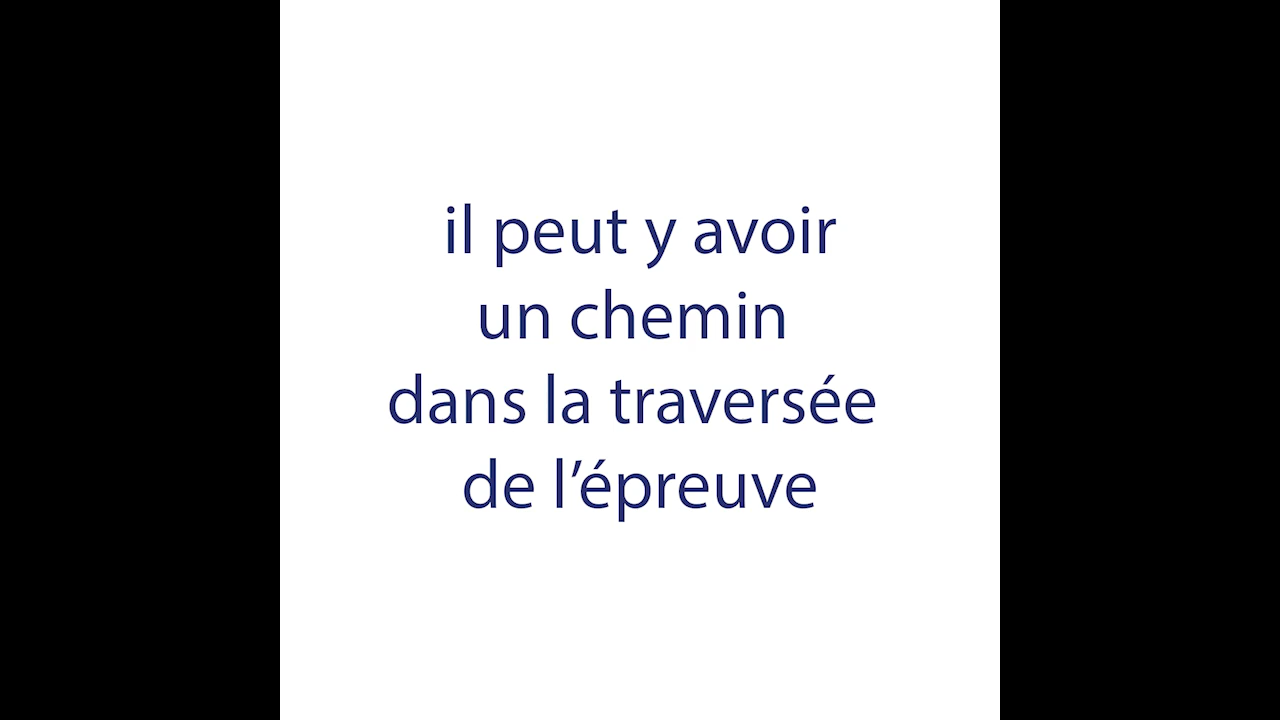 il peut y avoir
un chemin
dans la traversée
de l’épreuve